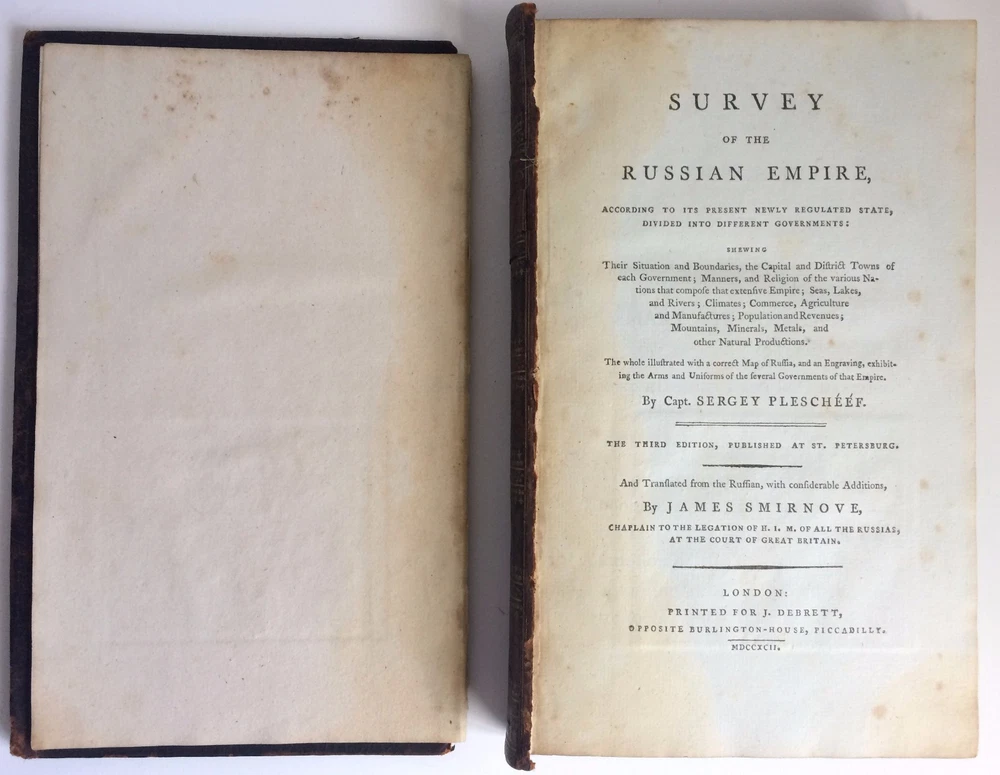 SURVEY
OF THE
RUSSIAN EMPIRE,
ACCORDING TO ITS PRESENT NEWLY REGULATED STATE,
DIVIDED INTO DIFFERENT GOVERNMENTS:
SHEWING
Their Situation and Boundaries, the Capital and Diſtrict Towns of
each Government; Manners, and Religion of the various Na-
tions that compoſe that extenſive Empire; Seas, Lakes,
and Rivers; Climates; Commerce, Agriculture
and Manufactures; Population and Revenues;
Mountains, Minerals, Metals, and
other Natural Productions.
The whole illuſtrated with a correct Map of Ruſſia, and an Engraving, exhibit-
ing the Arms and Uniforms of the ſeveral Governments of that Empire.
By Capt. SERGEY PLESCHÉÉF.
THE THIRD EDITION, PUBLISHED AT ST. PETERSBURG.
And Tranſlated from the Ruſſian, with conſiderable Additions,
By JAMES SMIRNOVE,
CHAPLAIN TO THE LEGATION OF H. I. M. OF ALL THE RUSSIAS,
AT THE COURT OF GREAT BRITAIN.
LONDON:
PRINTED FOR J. DEBRETT,
OPPOSITE BURLINGTON-HOUSE, PICCADILLY.
MDCCXCII.